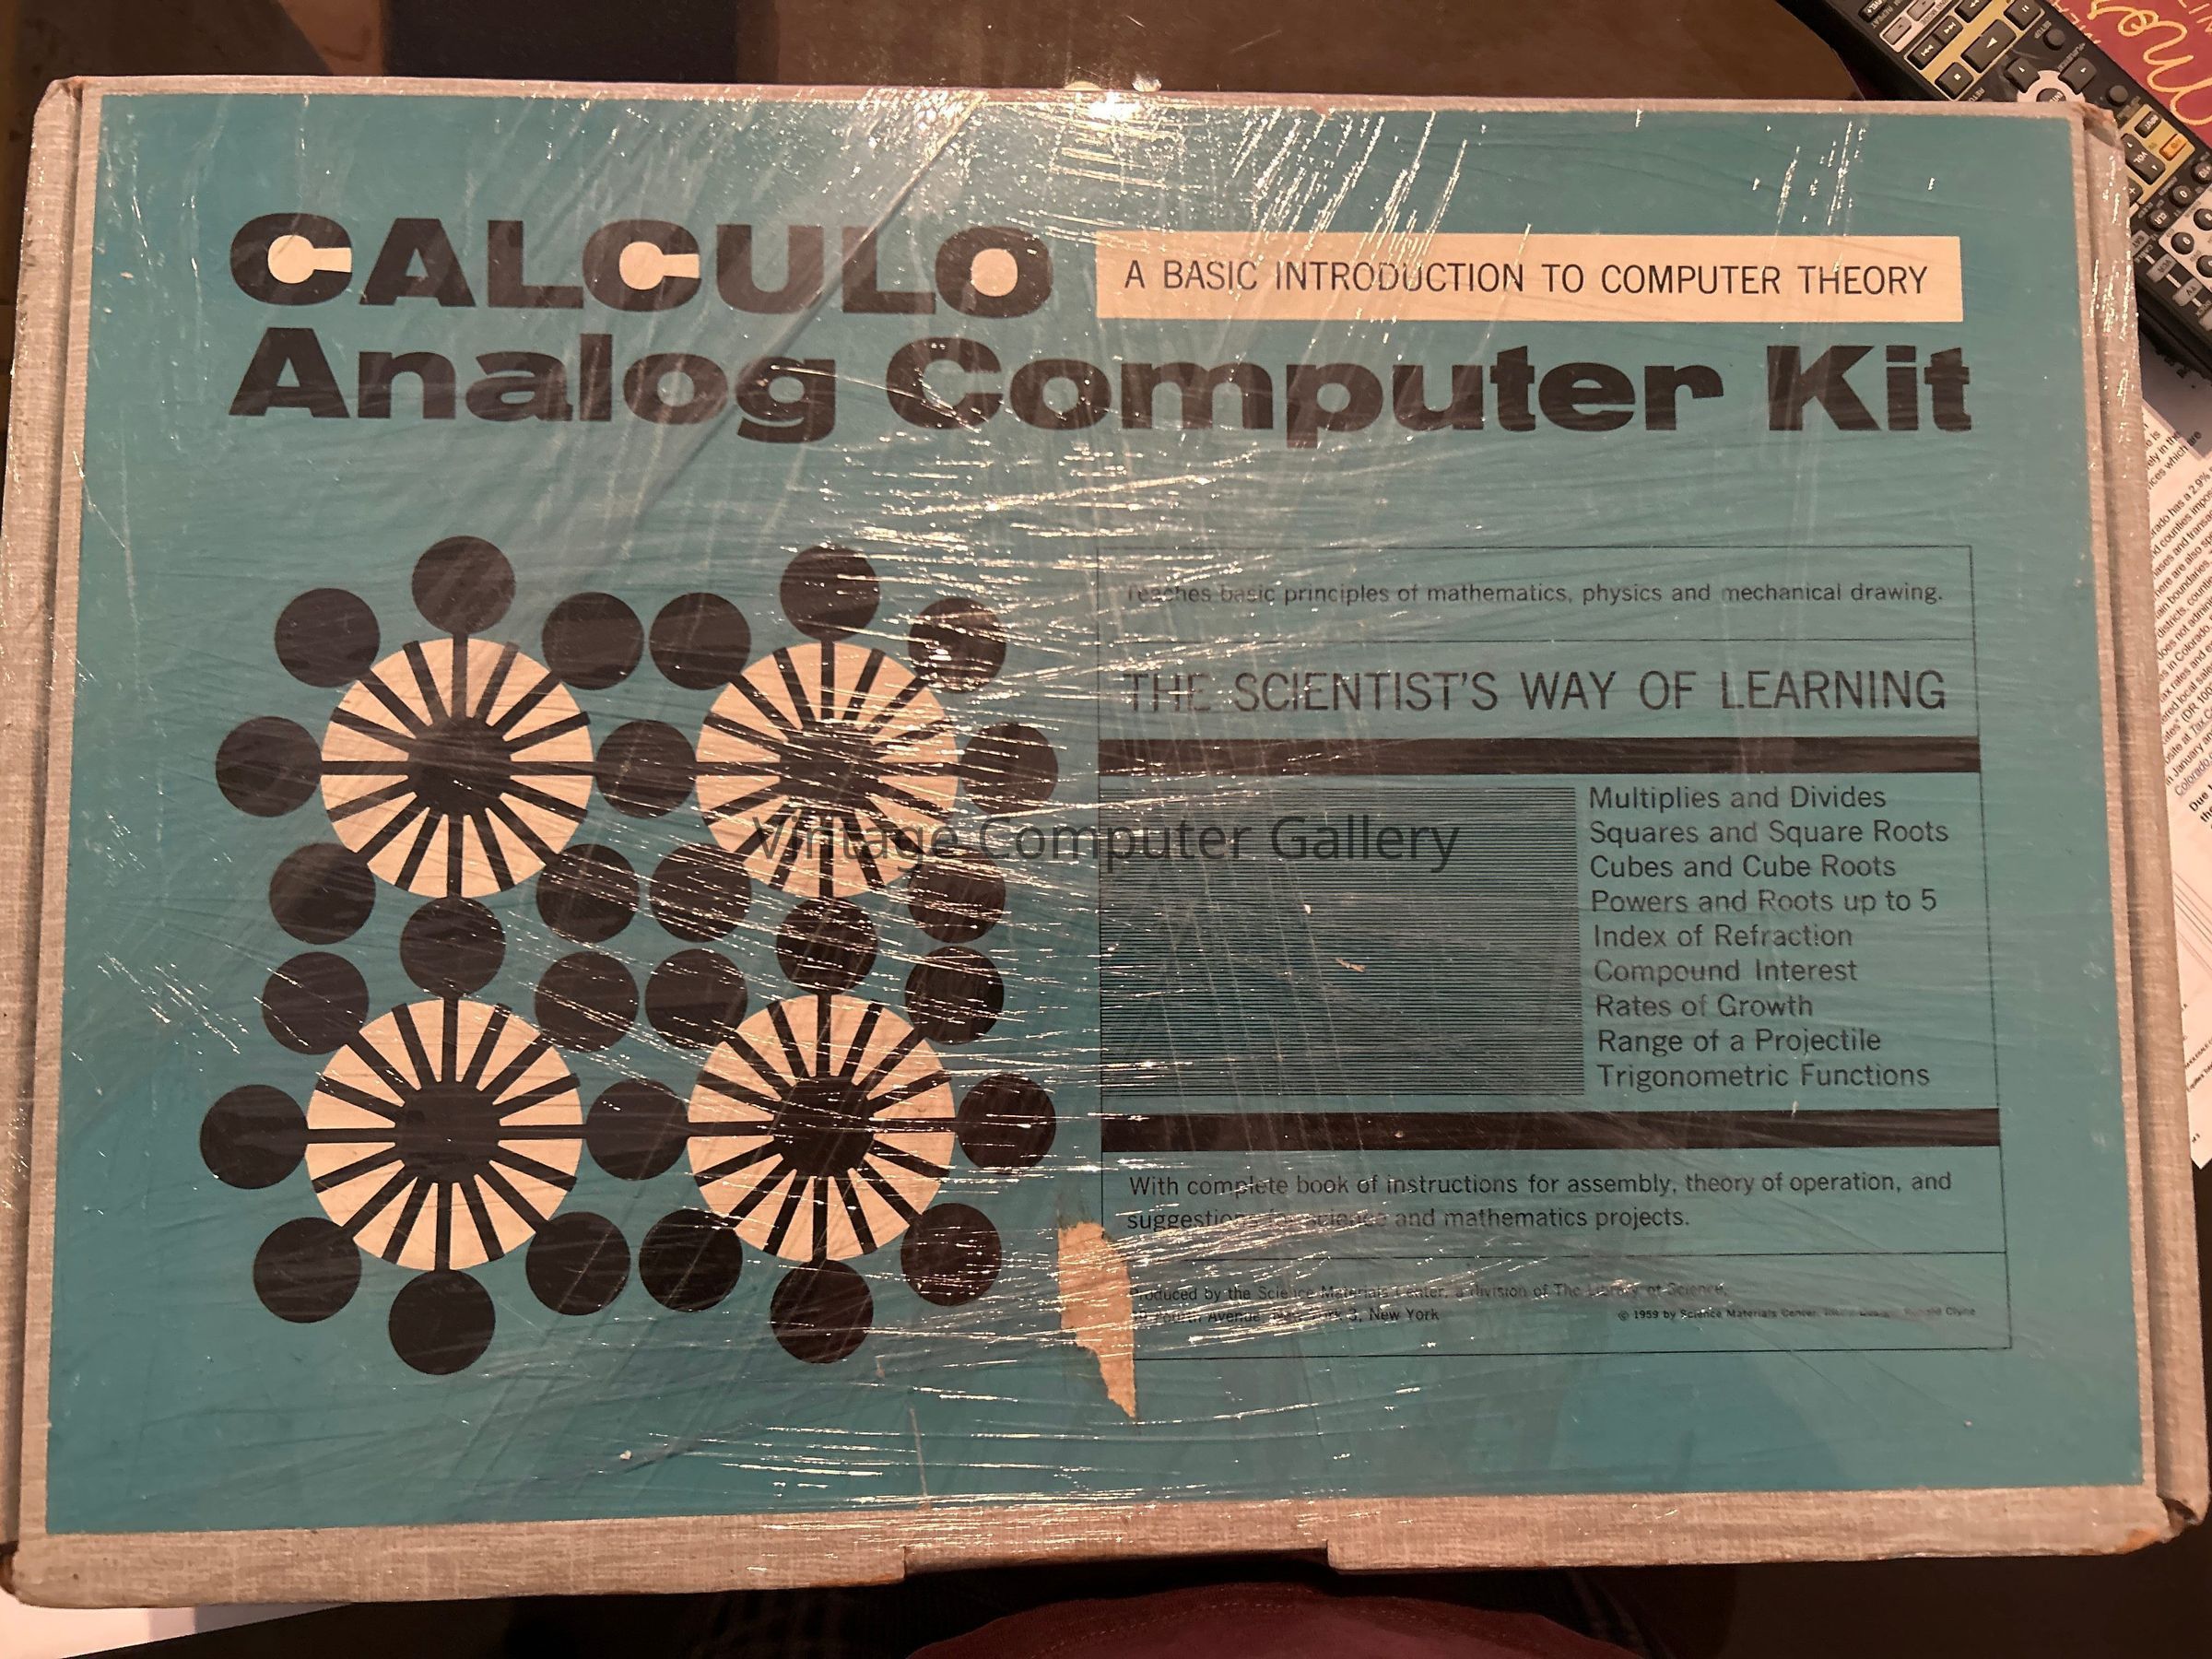 CALCULO
A BASIC INTRODUCTION TO COMPUTER THEORY
Analog Computer Kit
Teaches basic principles of mathematics, physics and mechanical drawing.
THE SCIENTIST'S WAY OF LEARNING
Multiplies and Divides
Squares and Square Roots
Cubes and Cube Roots
Powers and Roots up to 5
Index of Refraction
Compound Interest
Rates of Growth
Range of a Projectile
Trigonometric Functions
Vintage Computer Gallery
With complete book of instructions for assembly, theory of operation, and
suggestions for science and mathematics projects.
Produced by the Science Materials Center, a division of The Library of Science,
Fourth Avenue, New York 3, New York
© 1959 by Science Materials Center